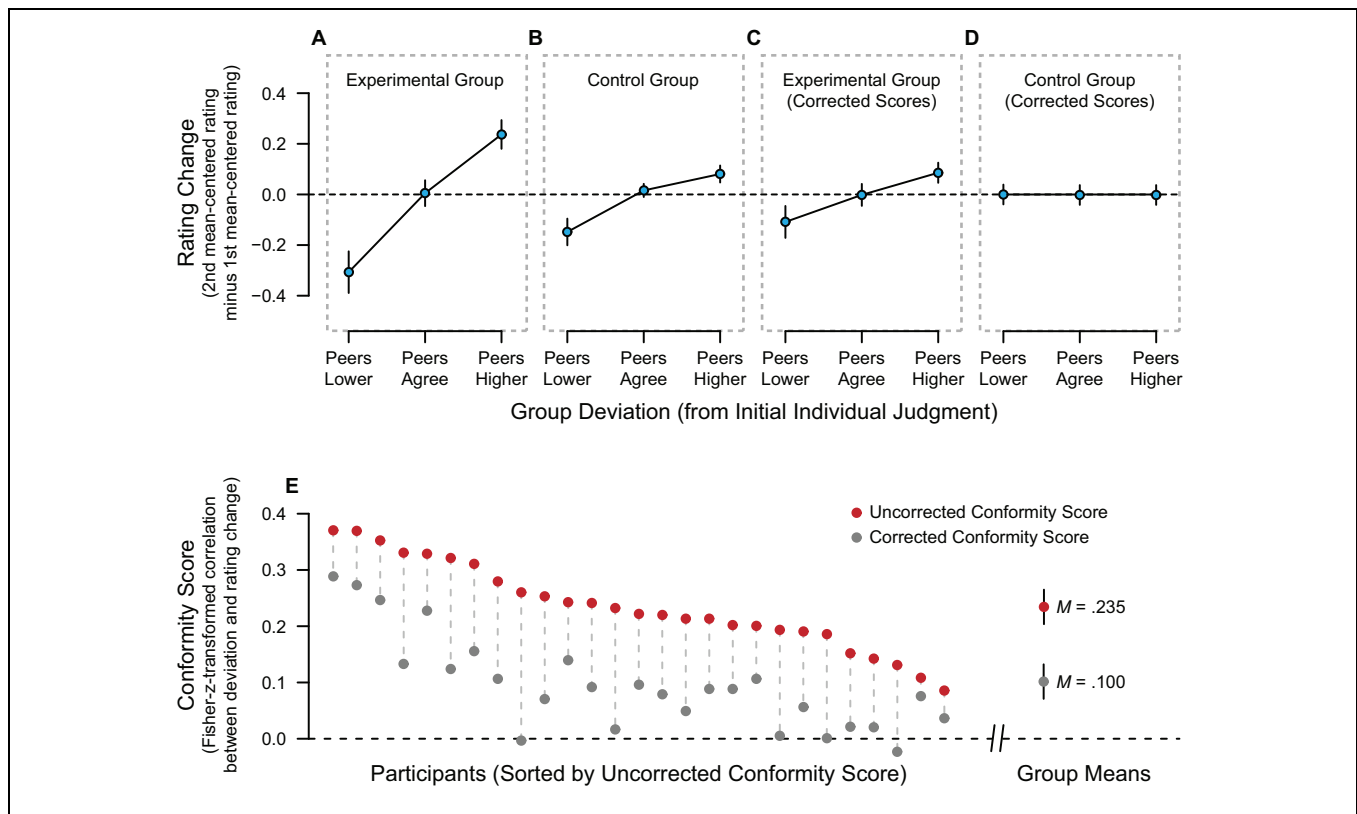 A
B
C
D
Experimental Group
Control Group
Experimental Group
(Corrected Scores)
Control Group
(Corrected Scores)
Rating Change
(2nd mean-centered rating
minus 1st mean-centered rating)
0.4
0.2
0.0
−0.2
−0.4
Peers
Lower
Peers
Agree
Peers
Higher
Peers
Lower
Peers
Agree
Peers
Higher
Peers
Lower
Peers
Agree
Peers
Higher
Peers
Lower
Peers
Agree
Peers
Higher
Group Deviation (from Initial Individual Judgment)
E
Conformity Score
(Fisher-z-transformed correlation
between deviation and rating change)
0.4
0.3
0.2
0.1
0.0
Uncorrected Conformity Score
Corrected Conformity Score
M = .235
M = .100
Participants (Sorted by Uncorrected Conformity Score)
Group Means